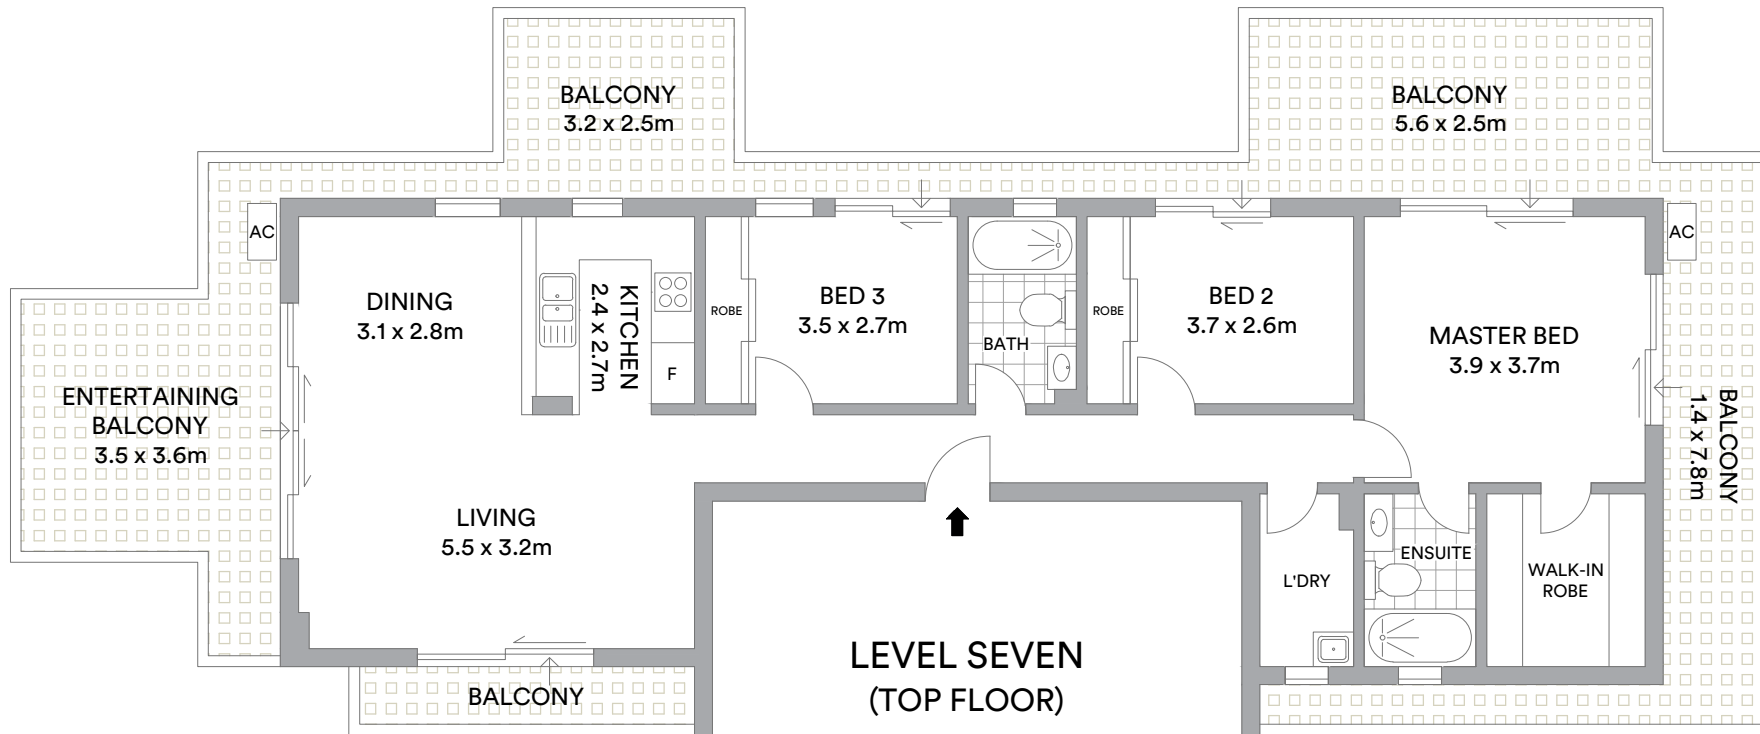 BALCONY
3.2 x 2.5m
BALCONY
5.6 x 2.5m
AC
AC
DINING
3.1 x 2.8m
KITCHEN
2.4 x 2.7m
F
ROBE
BED 3
3.5 x 2.7m
BATH
ROBE
BED 2
3.7 x 2.6m
MASTER BED
3.9 x 3.7m
ENTERTAINING
BALCONY
3.5 x 3.6m
BALCONY
1.4 x 7.8m
LIVING
5.5 x 3.2m
L'DRY
ENSUITE
WALK-IN
ROBE
BALCONY
LEVEL SEVEN
(TOP FLOOR)